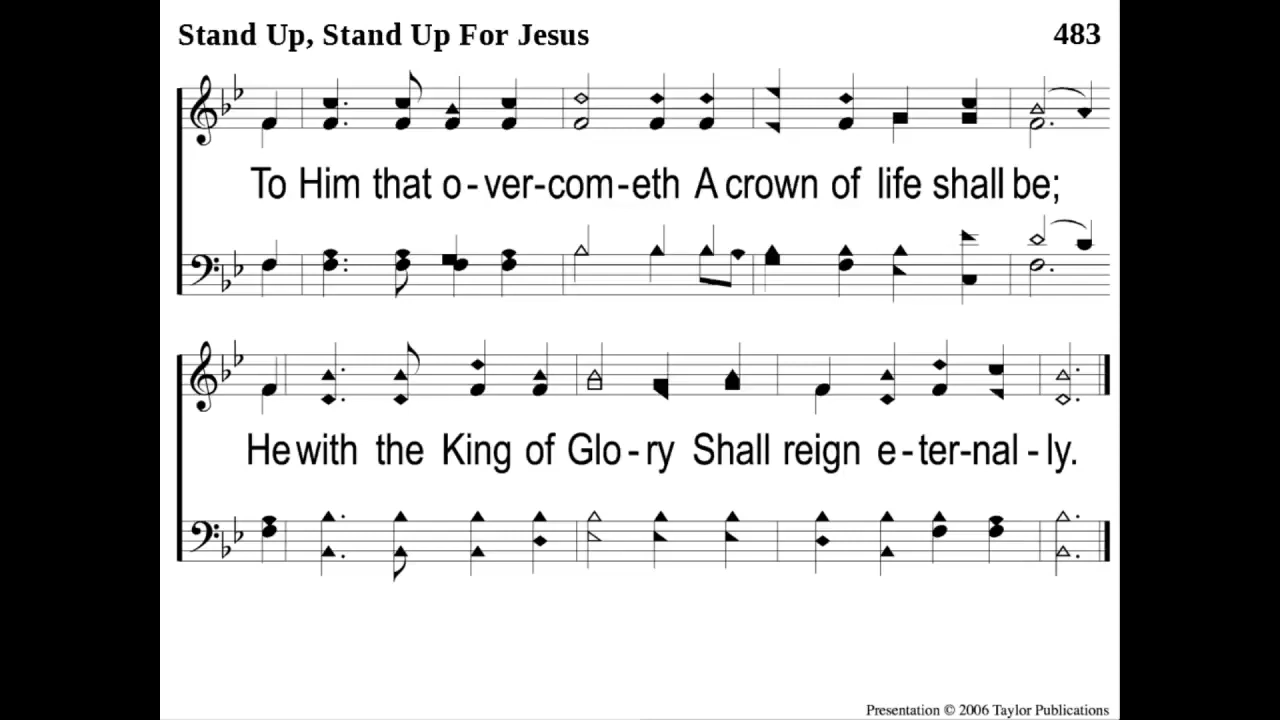 Stand Up, Stand Up For Jesus 483
To Him that o-ver-com-eth A crown of life shall be;
He with the King of Glo-ry Shall reign e-ter-nal-ly.
Presentation © 2006 Taylor Publications